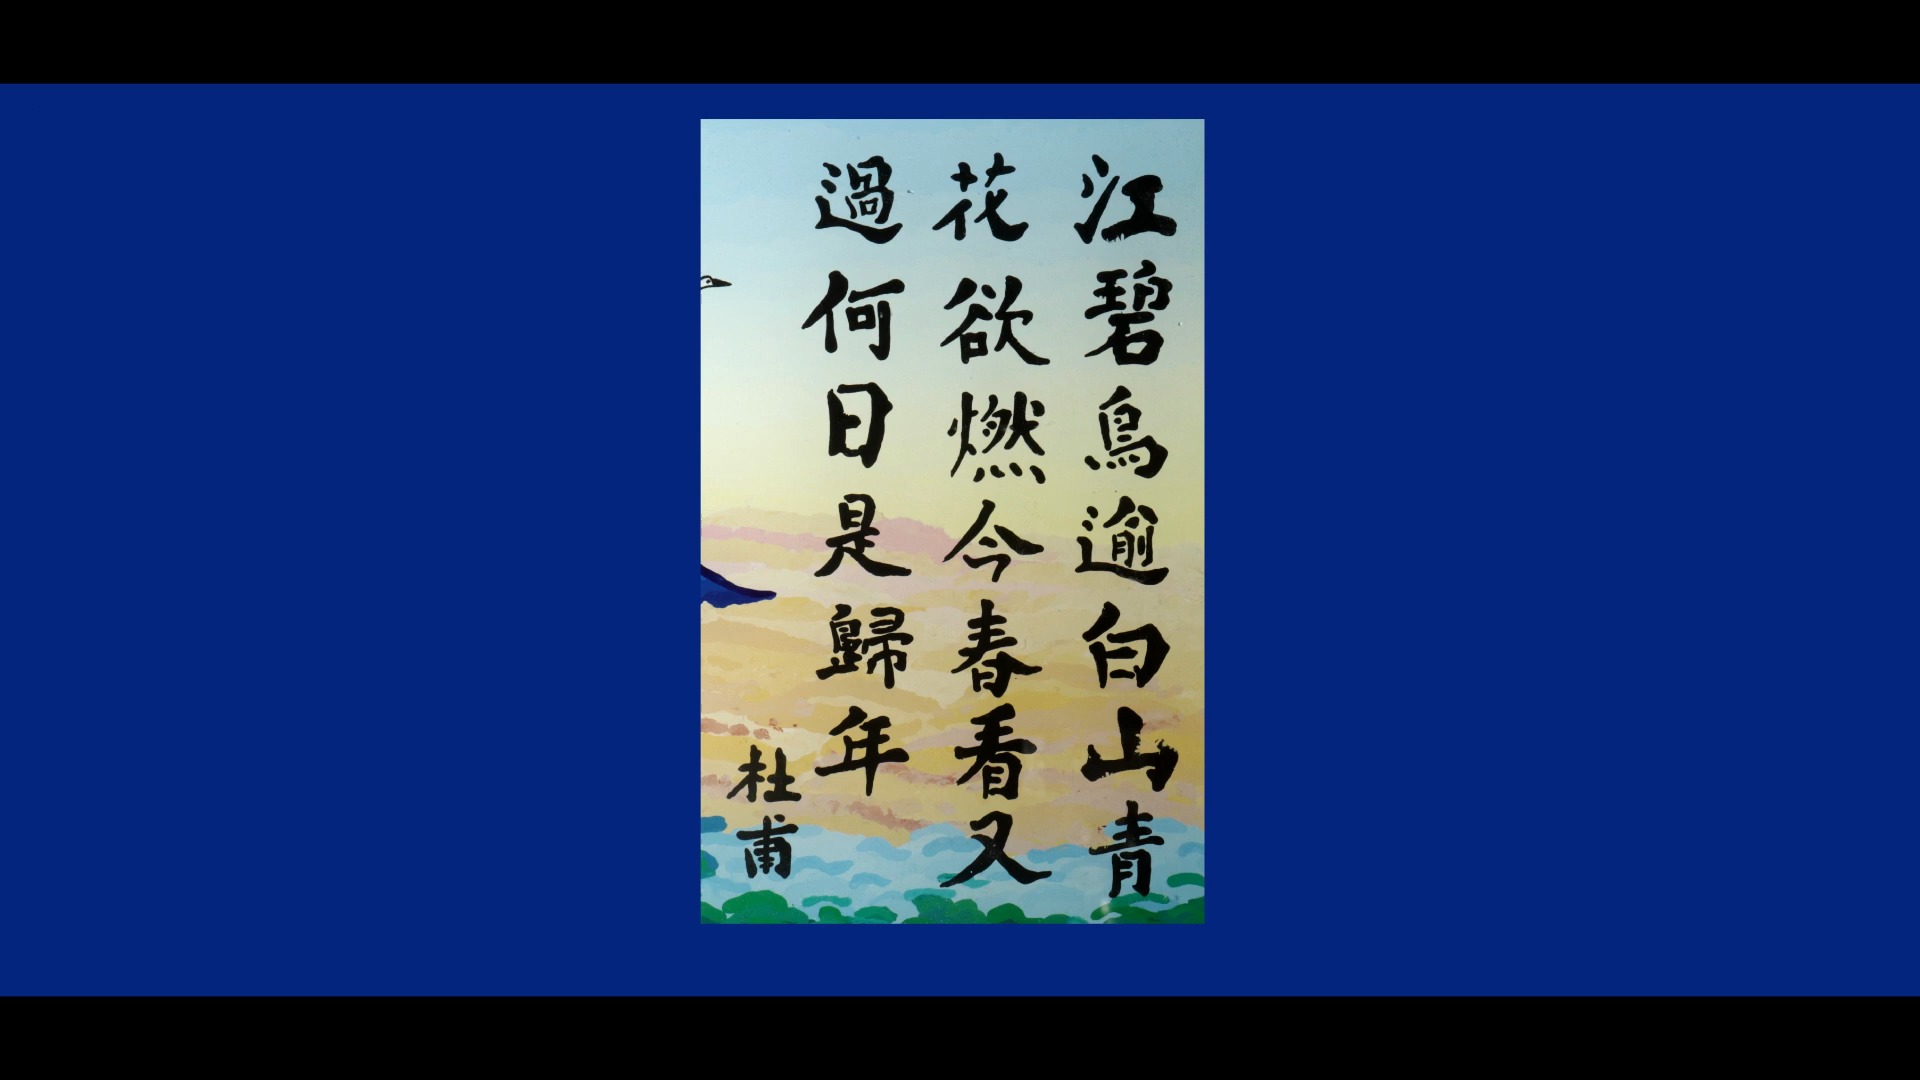 江碧鳥逾白山青
花欲燃今春看又
過何日是歸年
杜甫